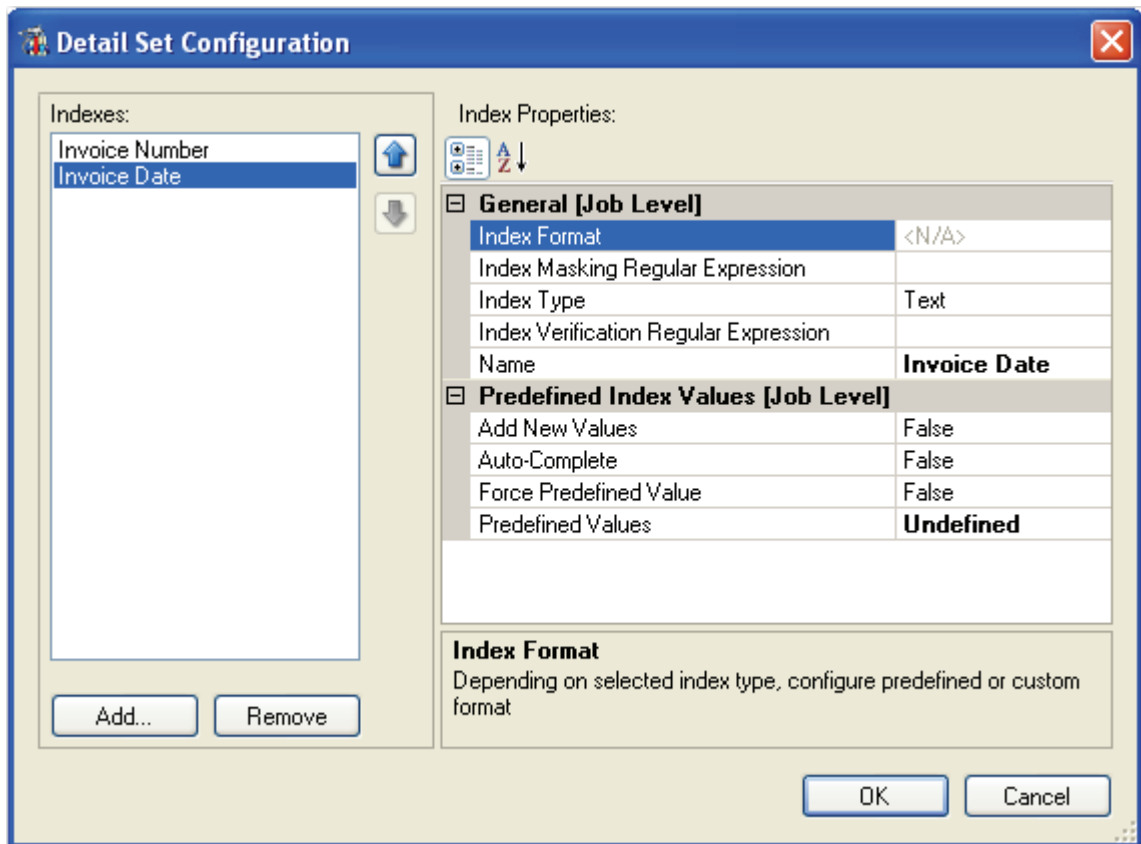 Detail Set Configuration
Indexes:
Invoice Number
Invoice Date
Add...
Remove
Index Properties:
A
Z
General [Job Level]
Index Format <N/A>
Index Masking Regular Expression
Index Type Text
Index Verification Regular Expression
Name Invoice Date
Predefined Index Values [Job Level]
Add New Values False
Auto-Complete False
Force Predefined Value False
Predefined Values Undefined
Index Format
Depending on selected index type, configure predefined or custom
format
OK
Cancel